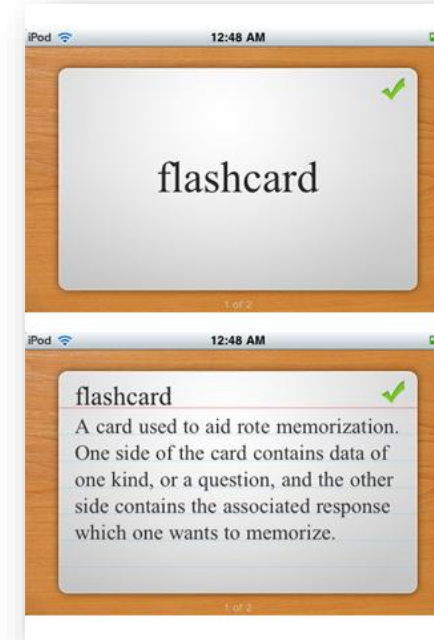 iPod 12:48 AM
flashcard
1 of 2
iPod 12:48 AM
flashcard
A card used to aid rote memorization.
One side of the card contains data of
one kind, or a question, and the other
side contains the associated response
which one wants to memorize.
1 of 2